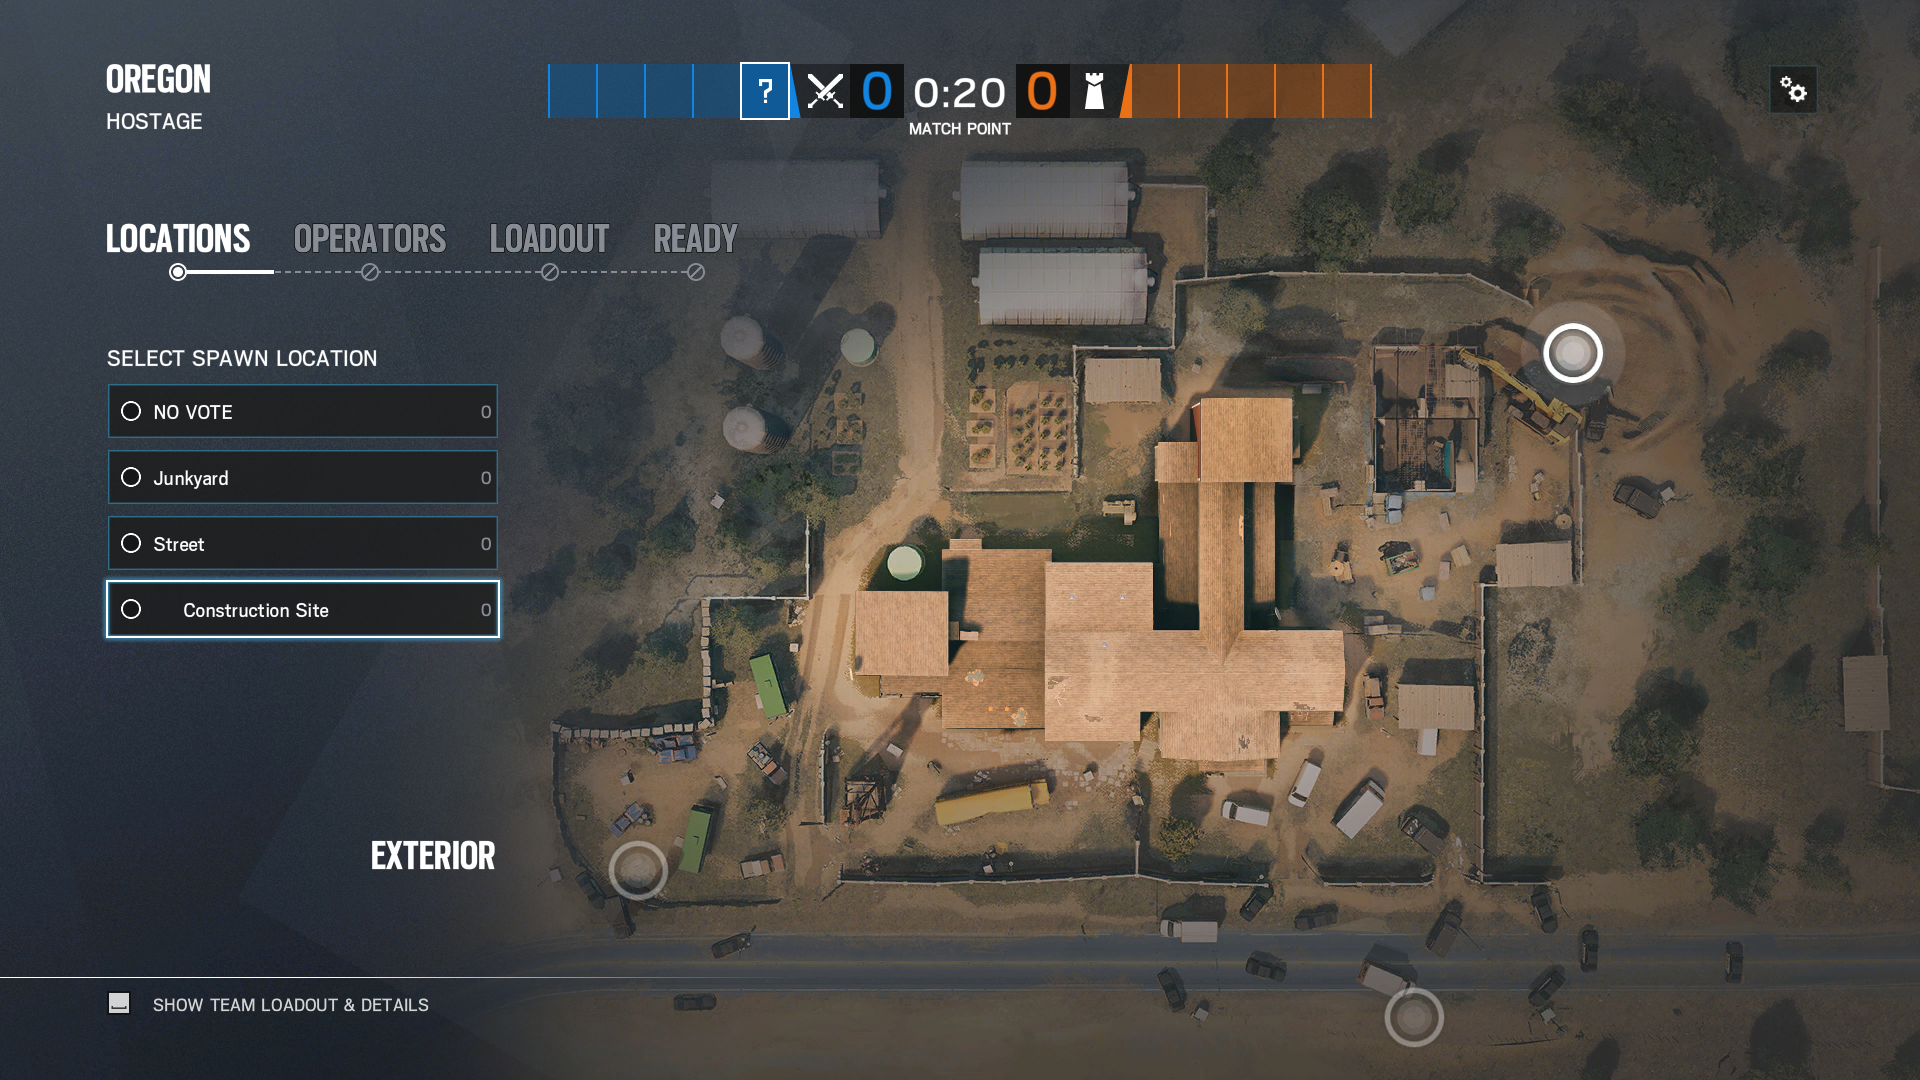 OREGON
HOSTAGE
?
0
0:20
0
MATCH POINT
LOCATIONS
OPERATORS
LOADOUT
READY
SELECT SPAWN LOCATION
NO VOTE 0
Junkyard 0
Street 0
Construction Site 0
EXTERIOR
SHOW TEAM LOADOUT & DETAILS